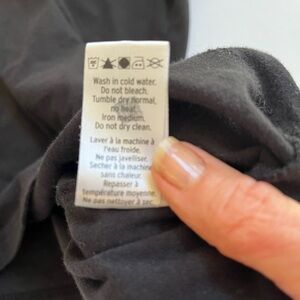 Wash in cold water.
Do not bleach.
Tumble dry normal,
no heat.
Iron medium.
Do not dry clean.
Laver à la machine à
l'eau froide.
Ne pas javelliser.
Sécher à la machine
sans chaleur.
Repasser à
température moyenne.
Ne pas nettoyer à sec.